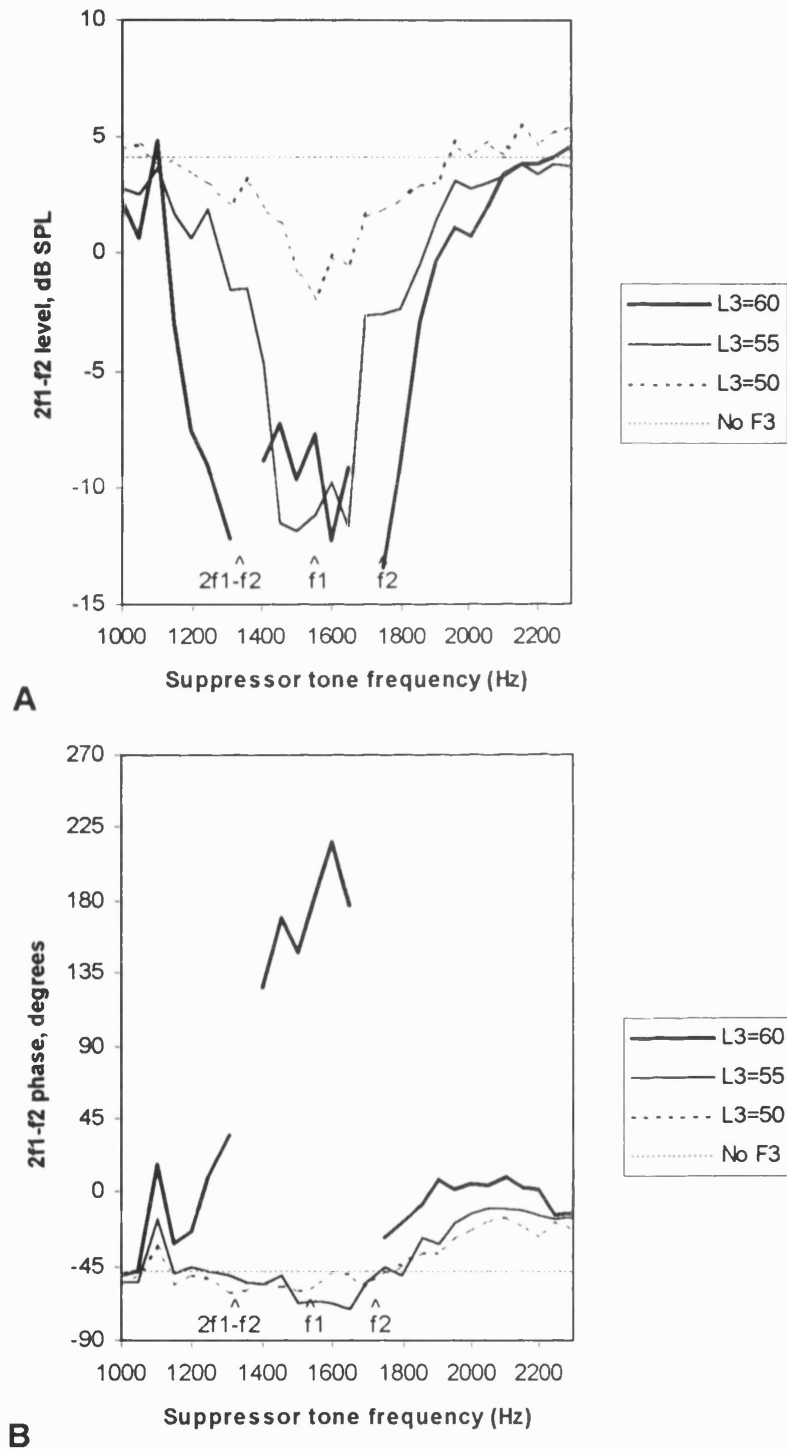 10
5
0
-5
-10
-15
2f1-f2 level, dB SPL
^ ^ ^
2f1-f2 f1 f2
1000 1200 1400 1600 1800 2000 2200
Suppressor tone frequency (Hz)
L3=60
L3=55
L3=50
No F3
A
270
225
180
135
90
45
0
-45
-90
2f1-f2 phase, degrees
^ ^ ^
2f1-f2 f1 f2
1000 1200 1400 1600 1800 2000 2200
Suppressor tone frequency (Hz)
L3=60
L3=55
L3=50
No F3
B